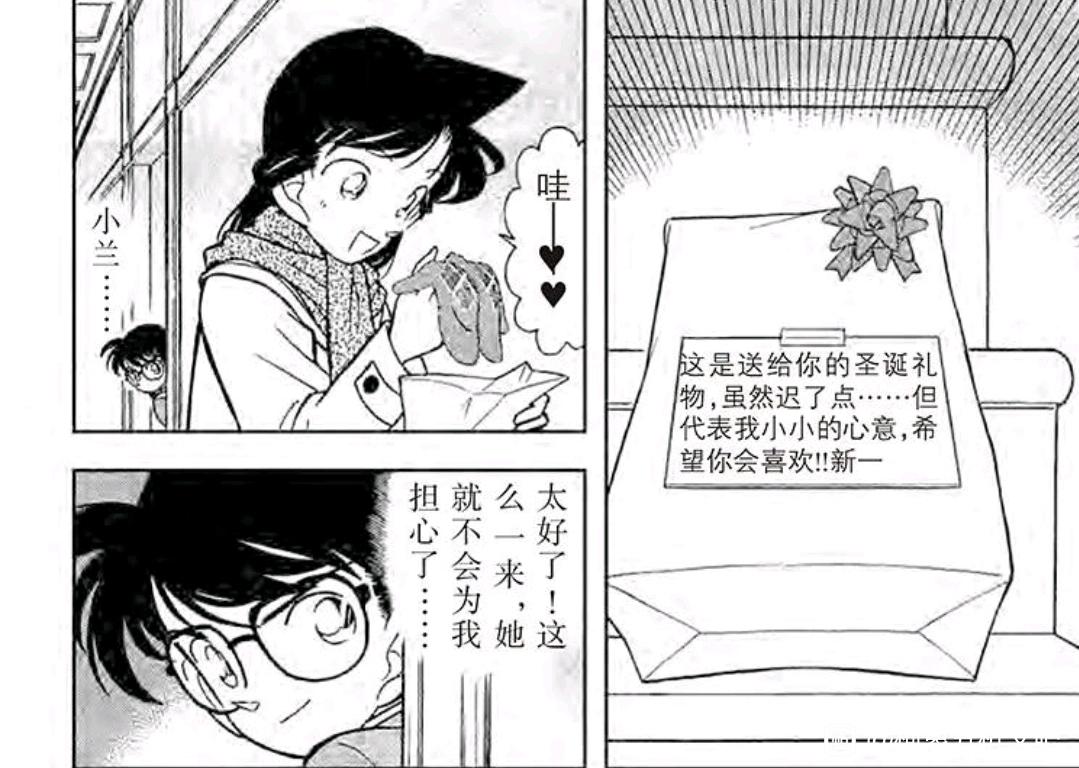 这是送给你的圣诞礼
物,虽然迟了点……但
代表我小小的心意,希
望你会喜欢!!新一
哇—♥♥
小兰……
太好了!这
么一来,她
就不会为我
担心了……